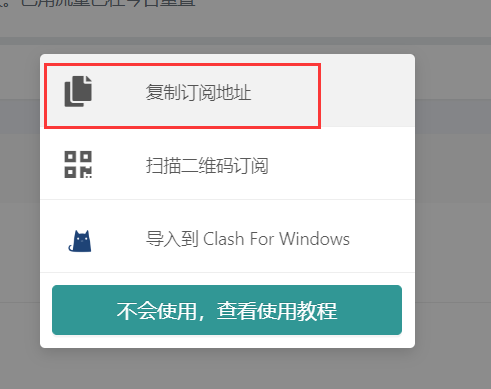 已用流量已在今日重置
复制订阅地址
扫描二维码订阅
导入到 Clash For Windows
不会使用，查看使用教程